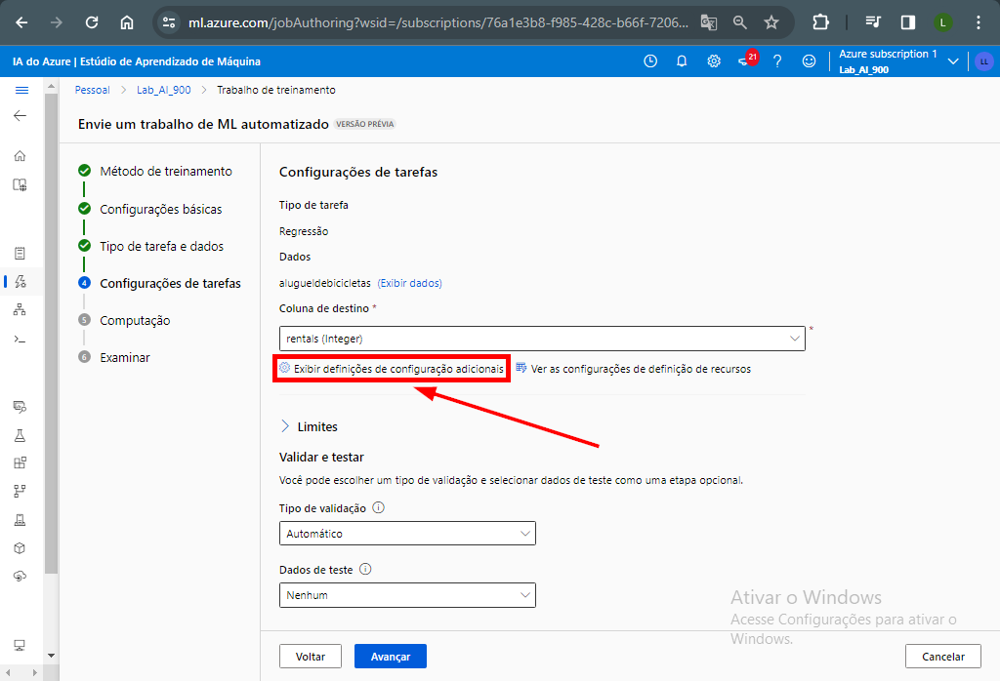 ml.azure.com/jobAuthoring?wsid=/subscriptions/76a1e3b8-f985-428c-b66f-7206...
L
IA do Azure | Estúdio de Aprendizado de Máquina
21
?
Azure subscription 1
Lab_AI_900
LL
Pessoal > Lab_AI_900 > Trabalho de treinamento
Envie um trabalho de ML automatizado VERSÃO PRÉVIA
Método de treinamento
Configurações básicas
Tipo de tarefa e dados
4 Configurações de tarefas
5 Computação
6 Examinar
Configurações de tarefas
Tipo de tarefa
Regressão
Dados
alugueldebicicletas (Exibir dados)
Coluna de destino *
rentals (Integer) *
Exibir definições de configuração adicionais Ver as configurações de definição de recursos
Limites
Validar e testar
Você pode escolher um tipo de validação e selecionar dados de teste como uma etapa opcional.
Tipo de validação
Automático
Dados de teste
Nenhum
Ativar o Windows
Acesse Configurações para ativar o
Windows.
Voltar Avançar Cancelar